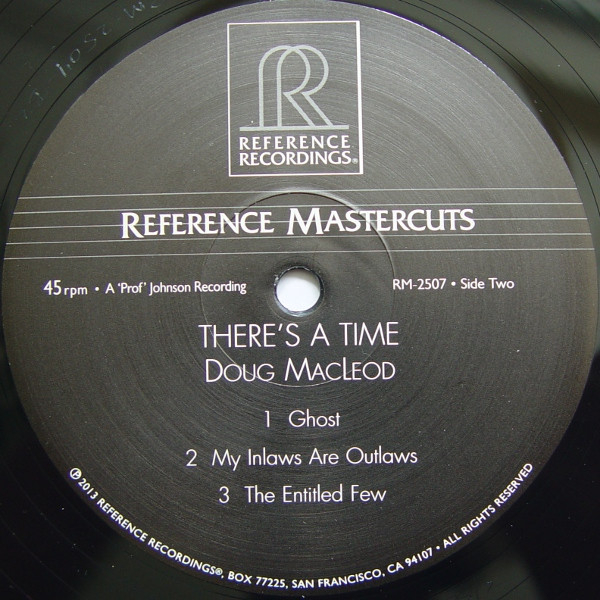 REFERENCE
RECORDINGS®
REFERENCE MASTERCUTS
45 rpm • A 'Prof' Johnson Recording
RM-2507 • Side Two
THERE'S A TIME
DOUG MACLEOD
1 Ghost
2 My Inlaws Are Outlaws
3 The Entitled Few
℗ 2013 REFERENCE RECORDINGS®, BOX 77225, SAN FRANCISCO, CA 94107 • ALL RIGHTS RESERVED